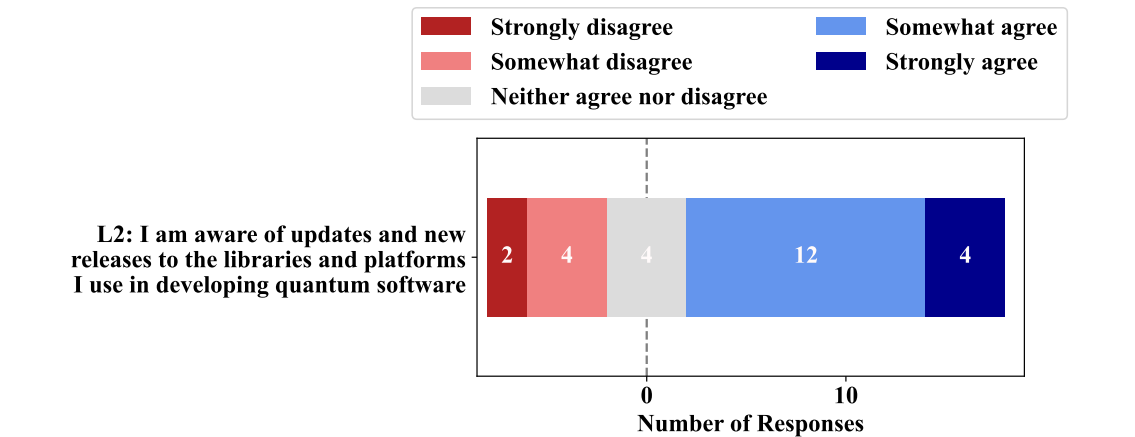 Strongly disagree
Somewhat disagree
Neither agree nor disagree
Somewhat agree
Strongly agree
L2: I am aware of updates and new
releases to the libraries and platforms
I use in developing quantum software
2 4 4 12 4
0 10
Number of Responses